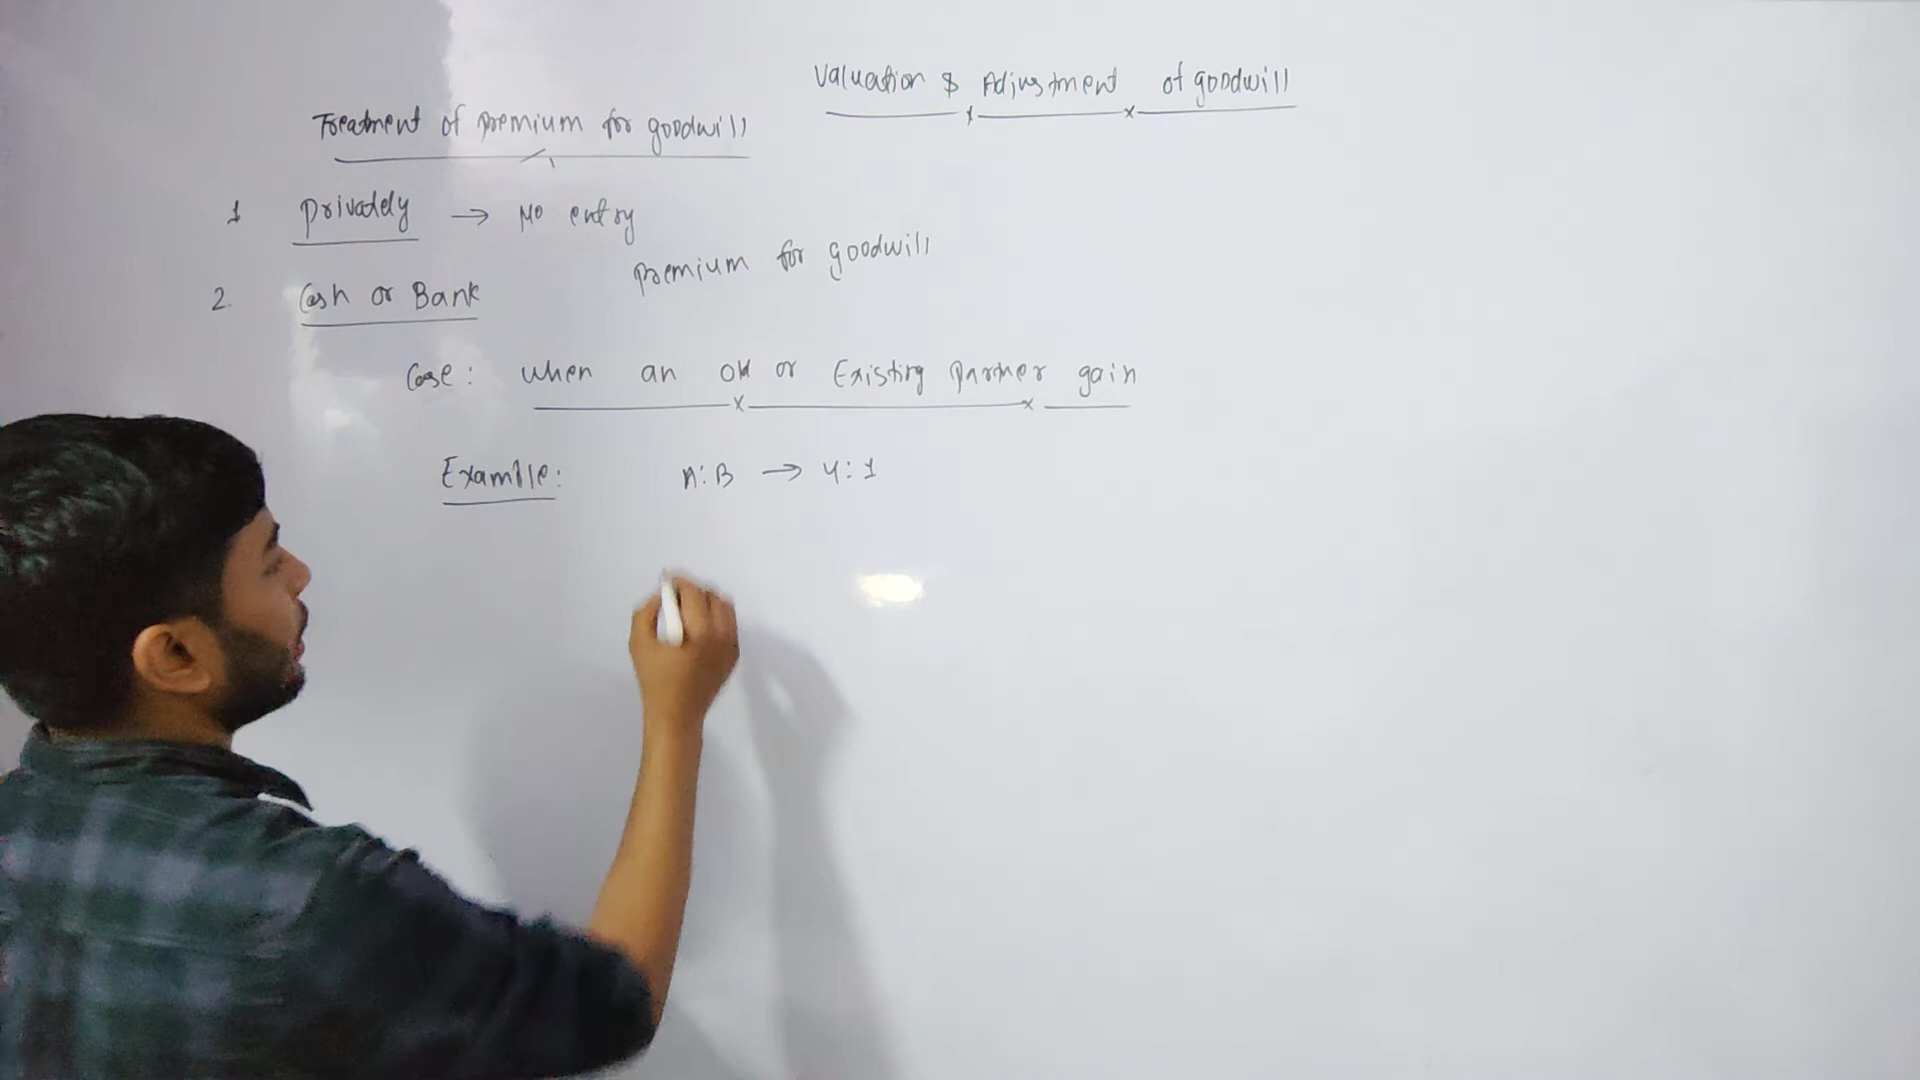 Valuation & Adjustment of goodwill
Treatment of premium for goodwill
1 privately → No entry
premium for goodwill
2. Cash or Bank
Case: when an old or Existing partner gain
Example: A:B → 4:1